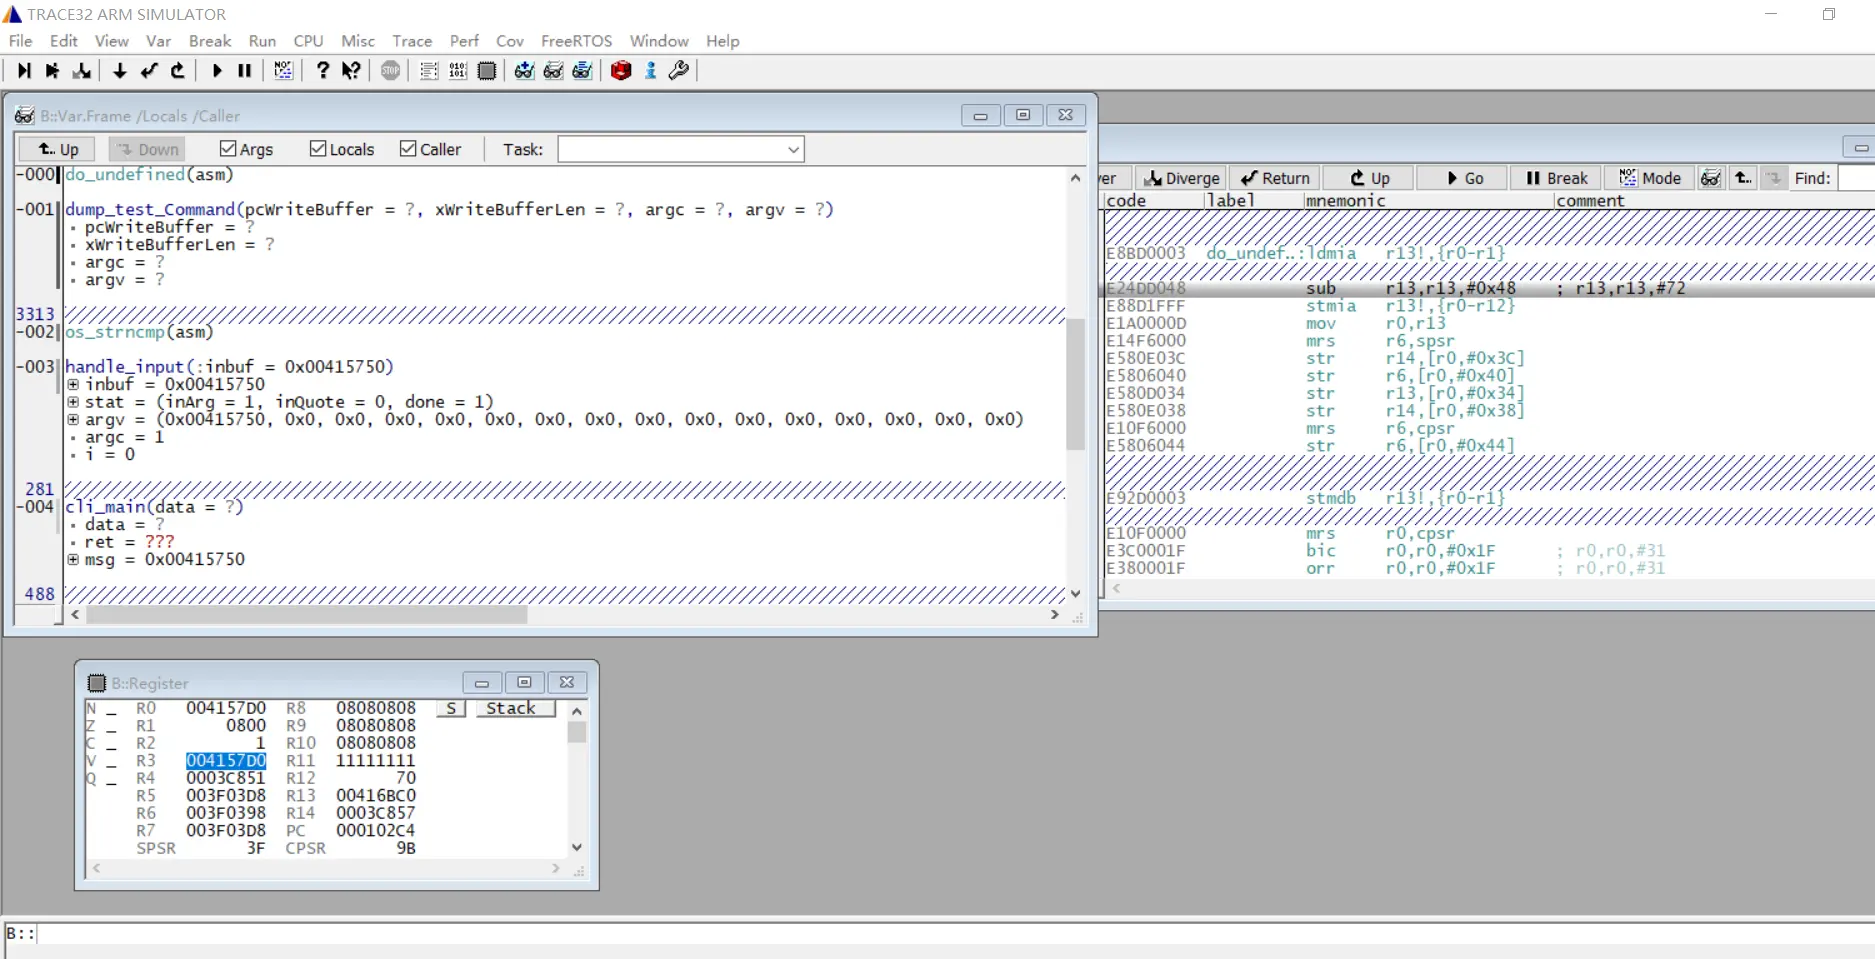 TRACE32 ARM SIMULATOR
File Edit View Var Break Run CPU Misc Trace Perf Cov FreeRTOS Window Help
B::Var.Frame /Locals /Caller
Up Down Args Locals Caller Task:
-000 do_undefined(asm)
-001 dump_test_Command(pcWriteBuffer = ?, xWriteBufferLen = ?, argc = ?, argv = ?)
pcWriteBuffer = ?
xWriteBufferLen = ?
argc = ?
argv = ?
3313
-002 os_strncmp(asm)
-003 handle_input(:inbuf = 0x00415750)
inbuf = 0x00415750
stat = (inArg = 1, inQuote = 0, done = 1)
argv = (0x00415750, 0x0, 0x0, 0x0, 0x0, 0x0, 0x0, 0x0, 0x0, 0x0, 0x0, 0x0, 0x0, 0x0, 0x0, 0x0)
argc = 1
i = 0
281
-004 cli_main(data = ?)
data = ?
ret = ???
msg = 0x00415750
488
ver Diverge Return Up Go Break Mode Find:
code label mnemonic comment
E8BD0003 do_undef..:ldmia r13!,{r0-r1}
E24DD048 sub r13,r13,#0x48 ; r13,r13,#72
E88D1FFF stmia r13!,{r0-r12}
E1A0000D mov r0,r13
E14F6000 mrs r6,spsr
E580E03C str r14,[r0,#0x3C]
E5806040 str r6,[r0,#0x40]
E580D034 str r13,[r0,#0x34]
E580E038 str r14,[r0,#0x38]
E10F6000 mrs r6,cpsr
E5806044 str r6,[r0,#0x44]
E92D0003 stmdb r13!,{r0-r1}
E10F0000 mrs r0,cpsr
E3C0001F bic r0,r0,#0x1F ; r0,r0,#31
E380001F orr r0,r0,#0x1F ; r0,r0,#31
B::Register
N _ R0 004157D0 R8 08080808 S Stack
Z _ R1 0800 R9 08080808
C _ R2 1 R10 08080808
V _ R3 004157D0 R11 11111111
Q _ R4 0003C851 R12 70
R5 003F03D8 R13 00416BC0
R6 003F0398 R14 0003C857
R7 003F03D8 PC 000102C4
SPSR 3F CPSR 9B
B::